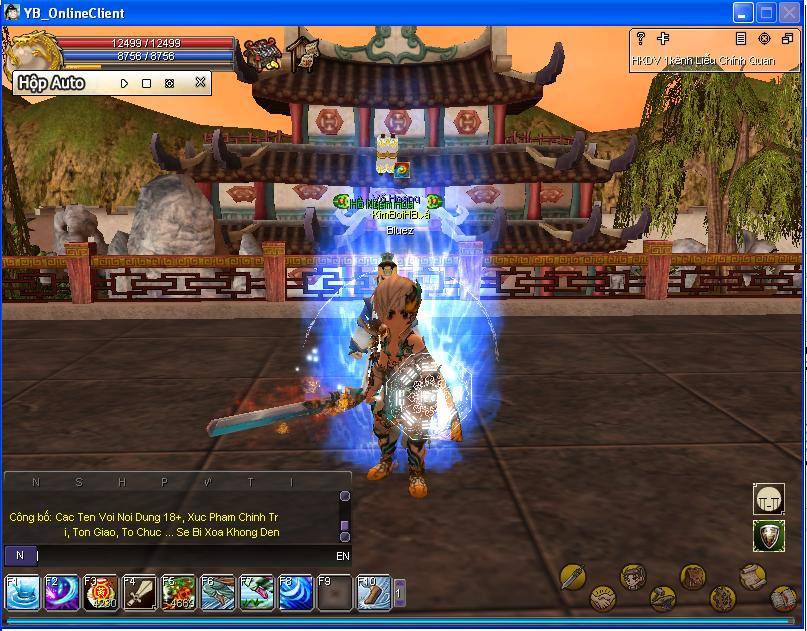 YB_OnlineClient
12499 / 12499
8756 / 8756
HKDV 1kênh Liễu Chính Quan
Hộp Auto
Bluez
N S H P W T I
Công bố: Cac Ten Voi Noi Dung 18+, Xuc Pham Chinh Tr
i, Ton Giao, To Chuc ... Se Bi Xoa Khong Den
N EN
F1 F2 F3 F4 F5 F6 F7 F8 F9 F10
4280 4663 1